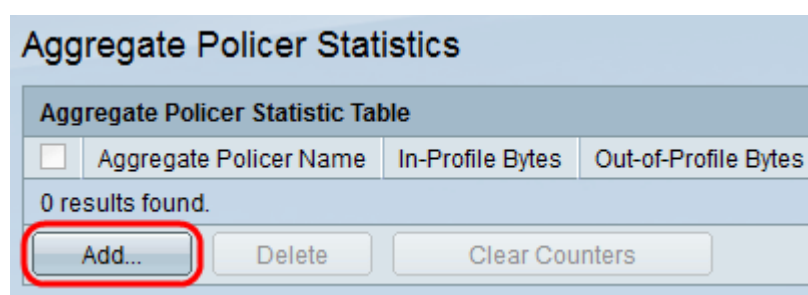 Aggregate Policer Statistics
Aggregate Policer Statistic Table
Aggregate Policer Name In-Profile Bytes Out-of-Profile Bytes
0 results found.
Add... Delete Clear Counters